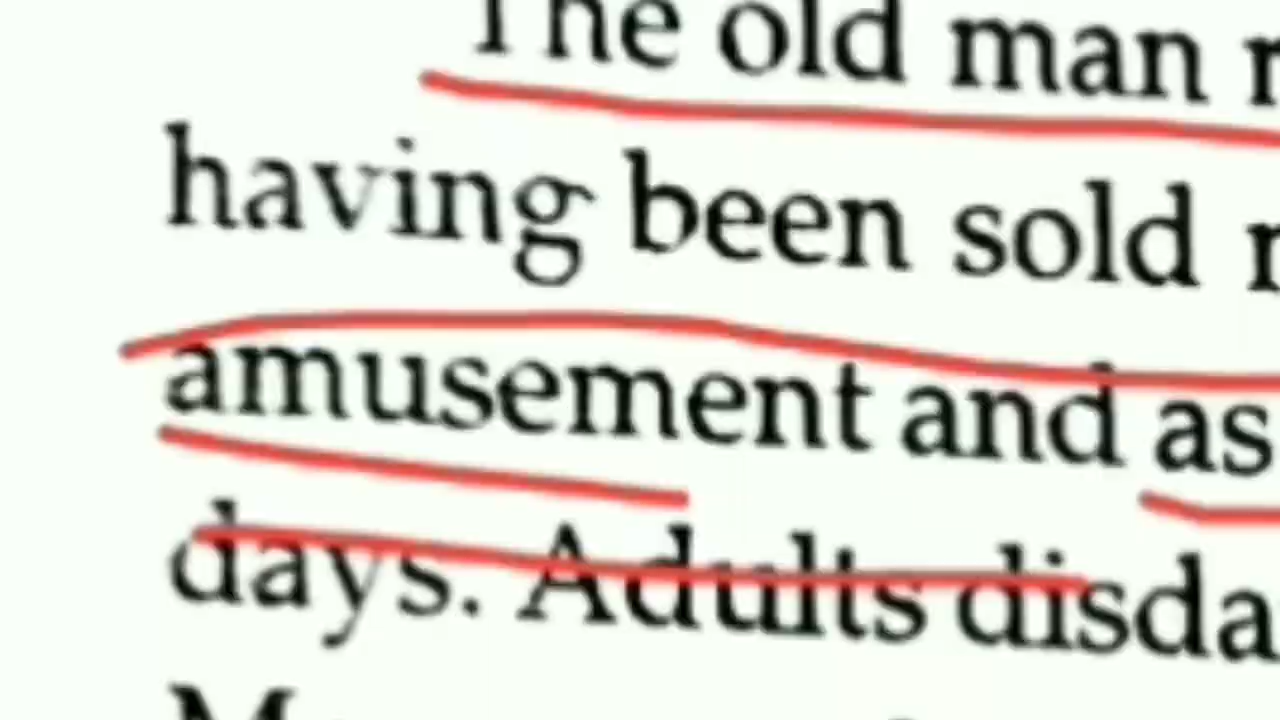 The old man
having been sold
amusement and as
days. Adults